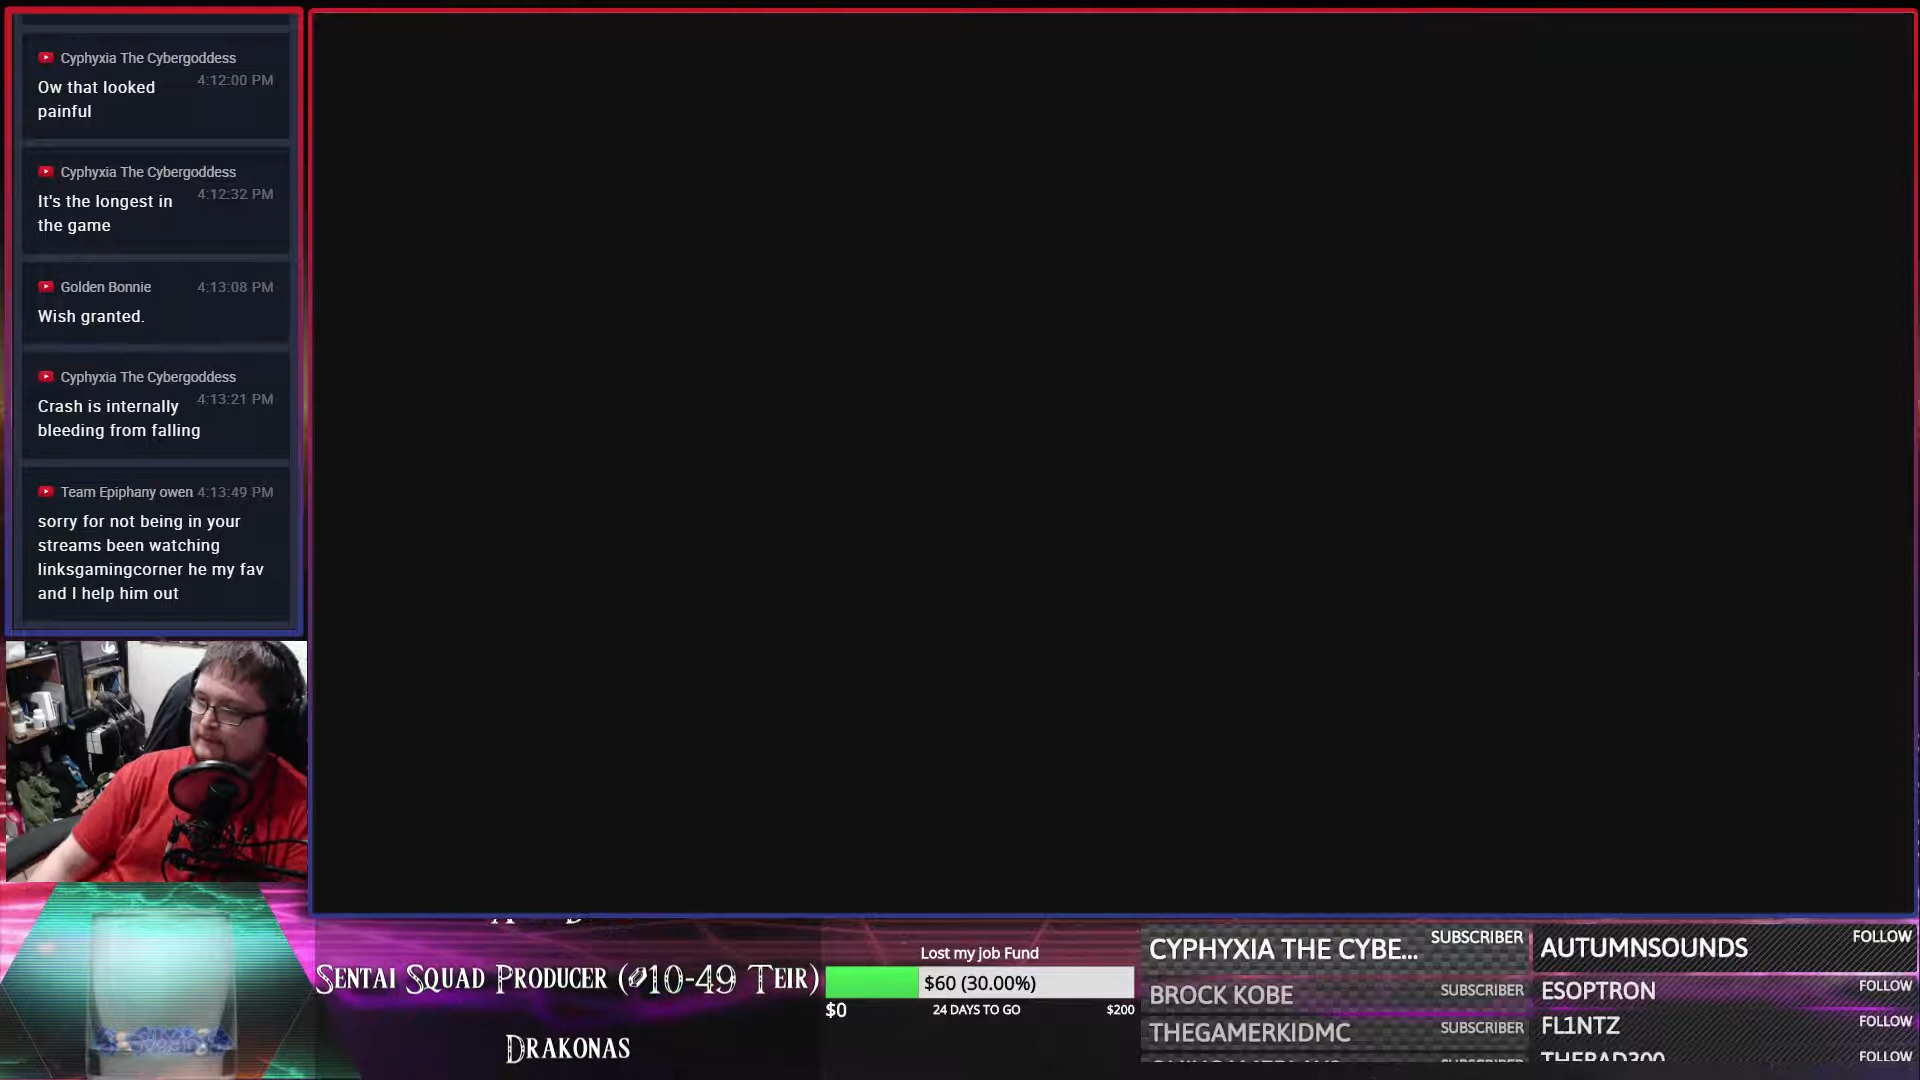 Cyphyxia The Cybergoddess
4:12:00 PM
Ow that looked
painful
Cyphyxia The Cybergoddess
4:12:32 PM
It's the longest in
the game
Golden Bonnie 4:13:08 PM
Wish granted.
Cyphyxia The Cybergoddess
4:13:21 PM
Crash is internally
bleeding from falling
Team Epiphany owen 4:13:49 PM
sorry for not being in your
streams been watching
linksgamingcorner he my fav
and I help him out
Sentai Squad Producer (10-49 Teir)
Drakonas
Lost my job Fund
$60 (30.00%)
$0 24 DAYS TO GO $200
CYPHYXIA THE CYBE... SUBSCRIBER
BROCK KOBE SUBSCRIBER
THEGAMERKIDMC SUBSCRIBER
SUBSCRIBER
AUTUMNSOUNDS FOLLOW
ESOPTRON FOLLOW
FL1NTZ FOLLOW
THEBAD300 FOLLOW